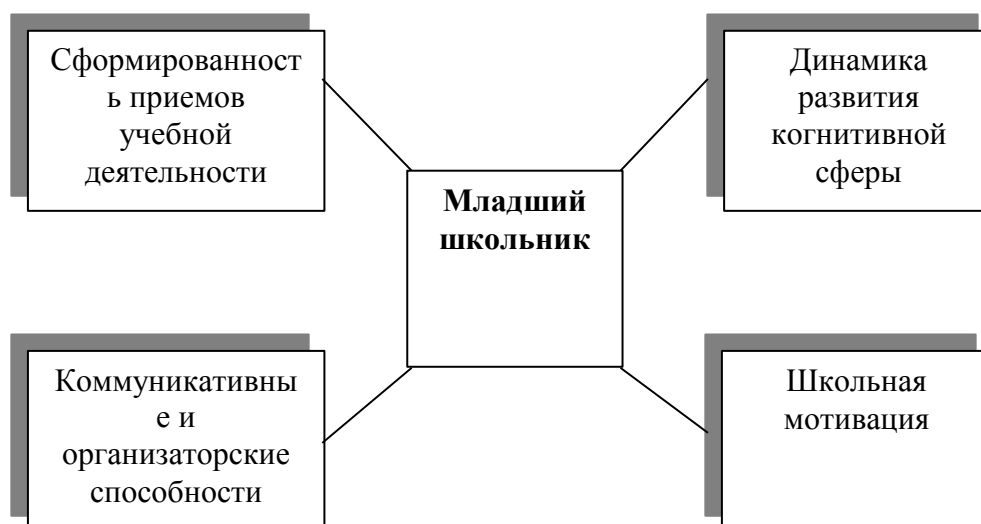 Сформированност
ь приемов
учебной
деятельности
Динамика
развития
когнитивной
сферы
Младший
школьник
Коммуникативны
е и
организаторские
способности
Школьная
мотивация